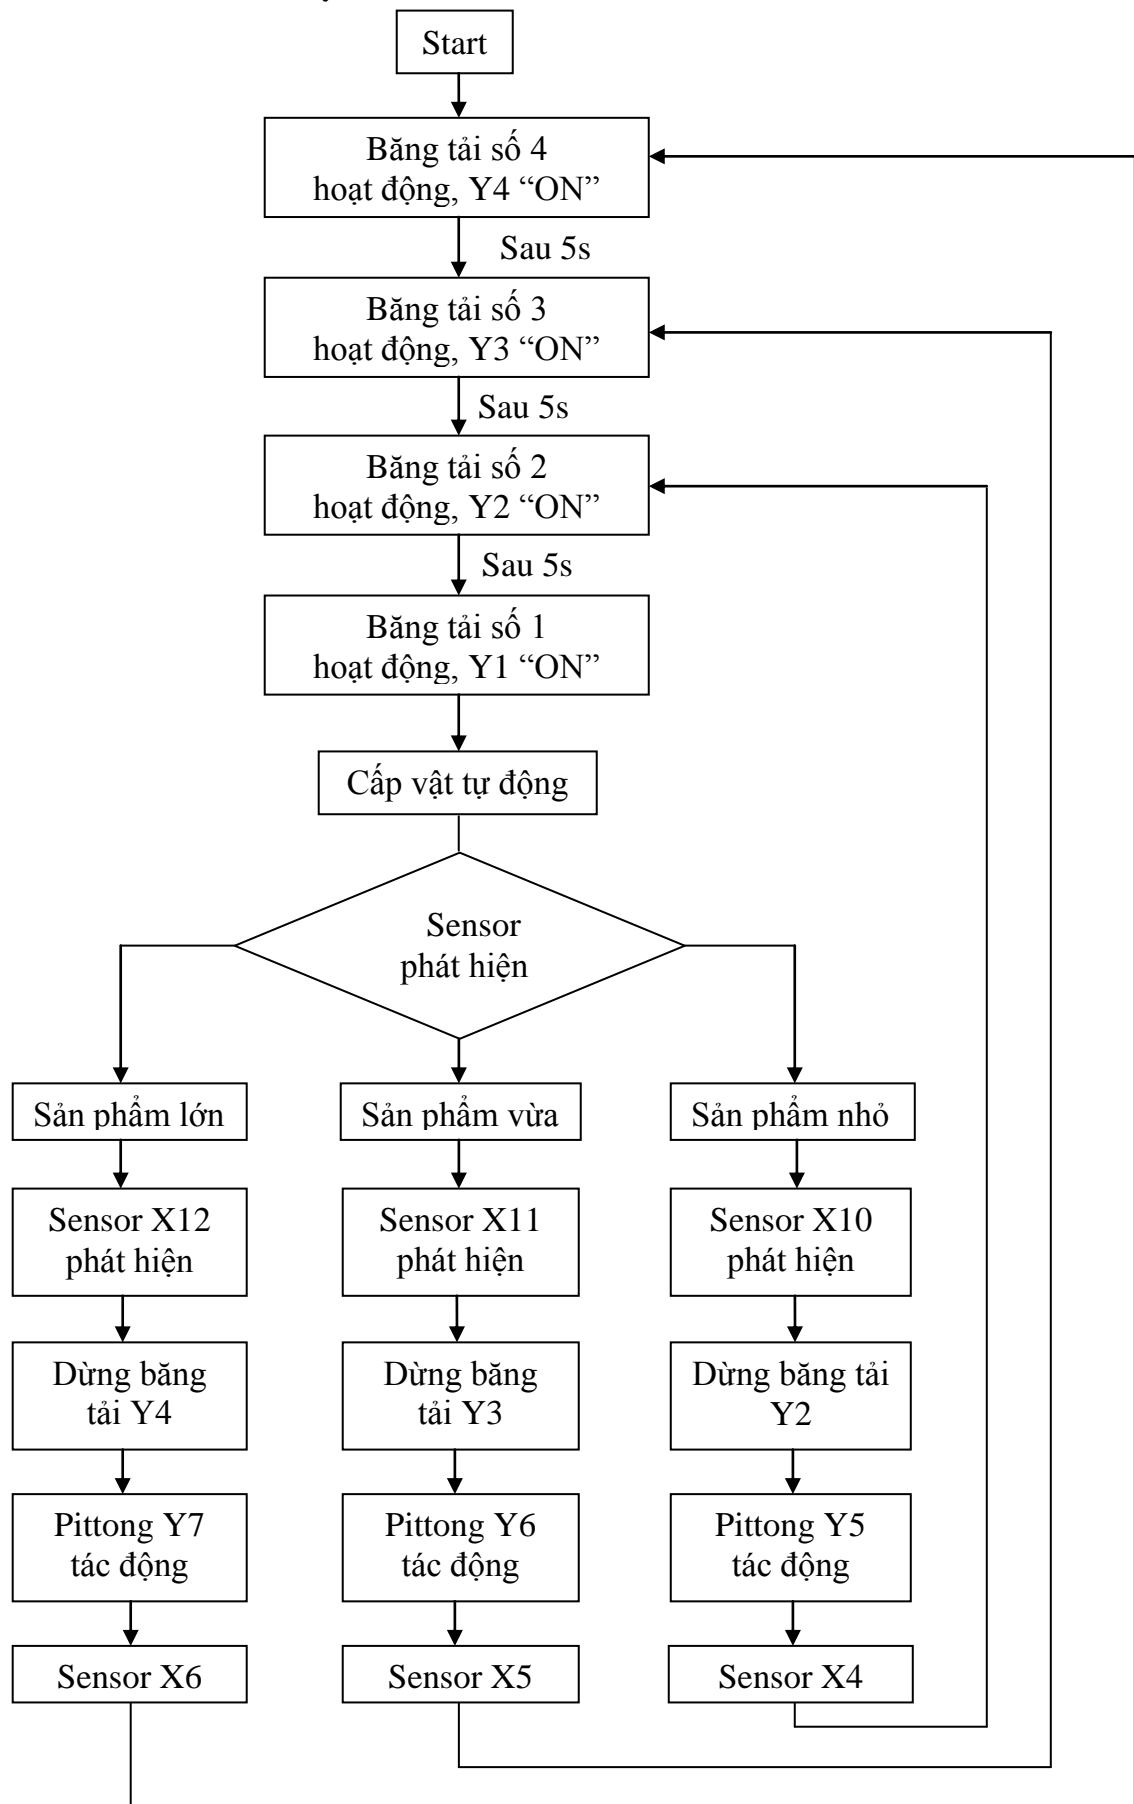 Start
Băng tải số 4
hoạt động, Y4 “ON”
Sau 5s
Băng tải số 3
hoạt động, Y3 “ON”
Sau 5s
Băng tải số 2
hoạt động, Y2 “ON”
Sau 5s
Băng tải số 1
hoạt động, Y1 “ON”
Cấp vật tự động
Sensor
phát hiện
Sản phẩm lớn
Sản phẩm vừa
Sản phẩm nhỏ
Sensor X12
phát hiện
Sensor X11
phát hiện
Sensor X10
phát hiện
Dừng băng
tải Y4
Dừng băng
tải Y3
Dừng băng tải
Y2
Pittong Y7
tác động
Pittong Y6
tác động
Pittong Y5
tác động
Sensor X6
Sensor X5
Sensor X4